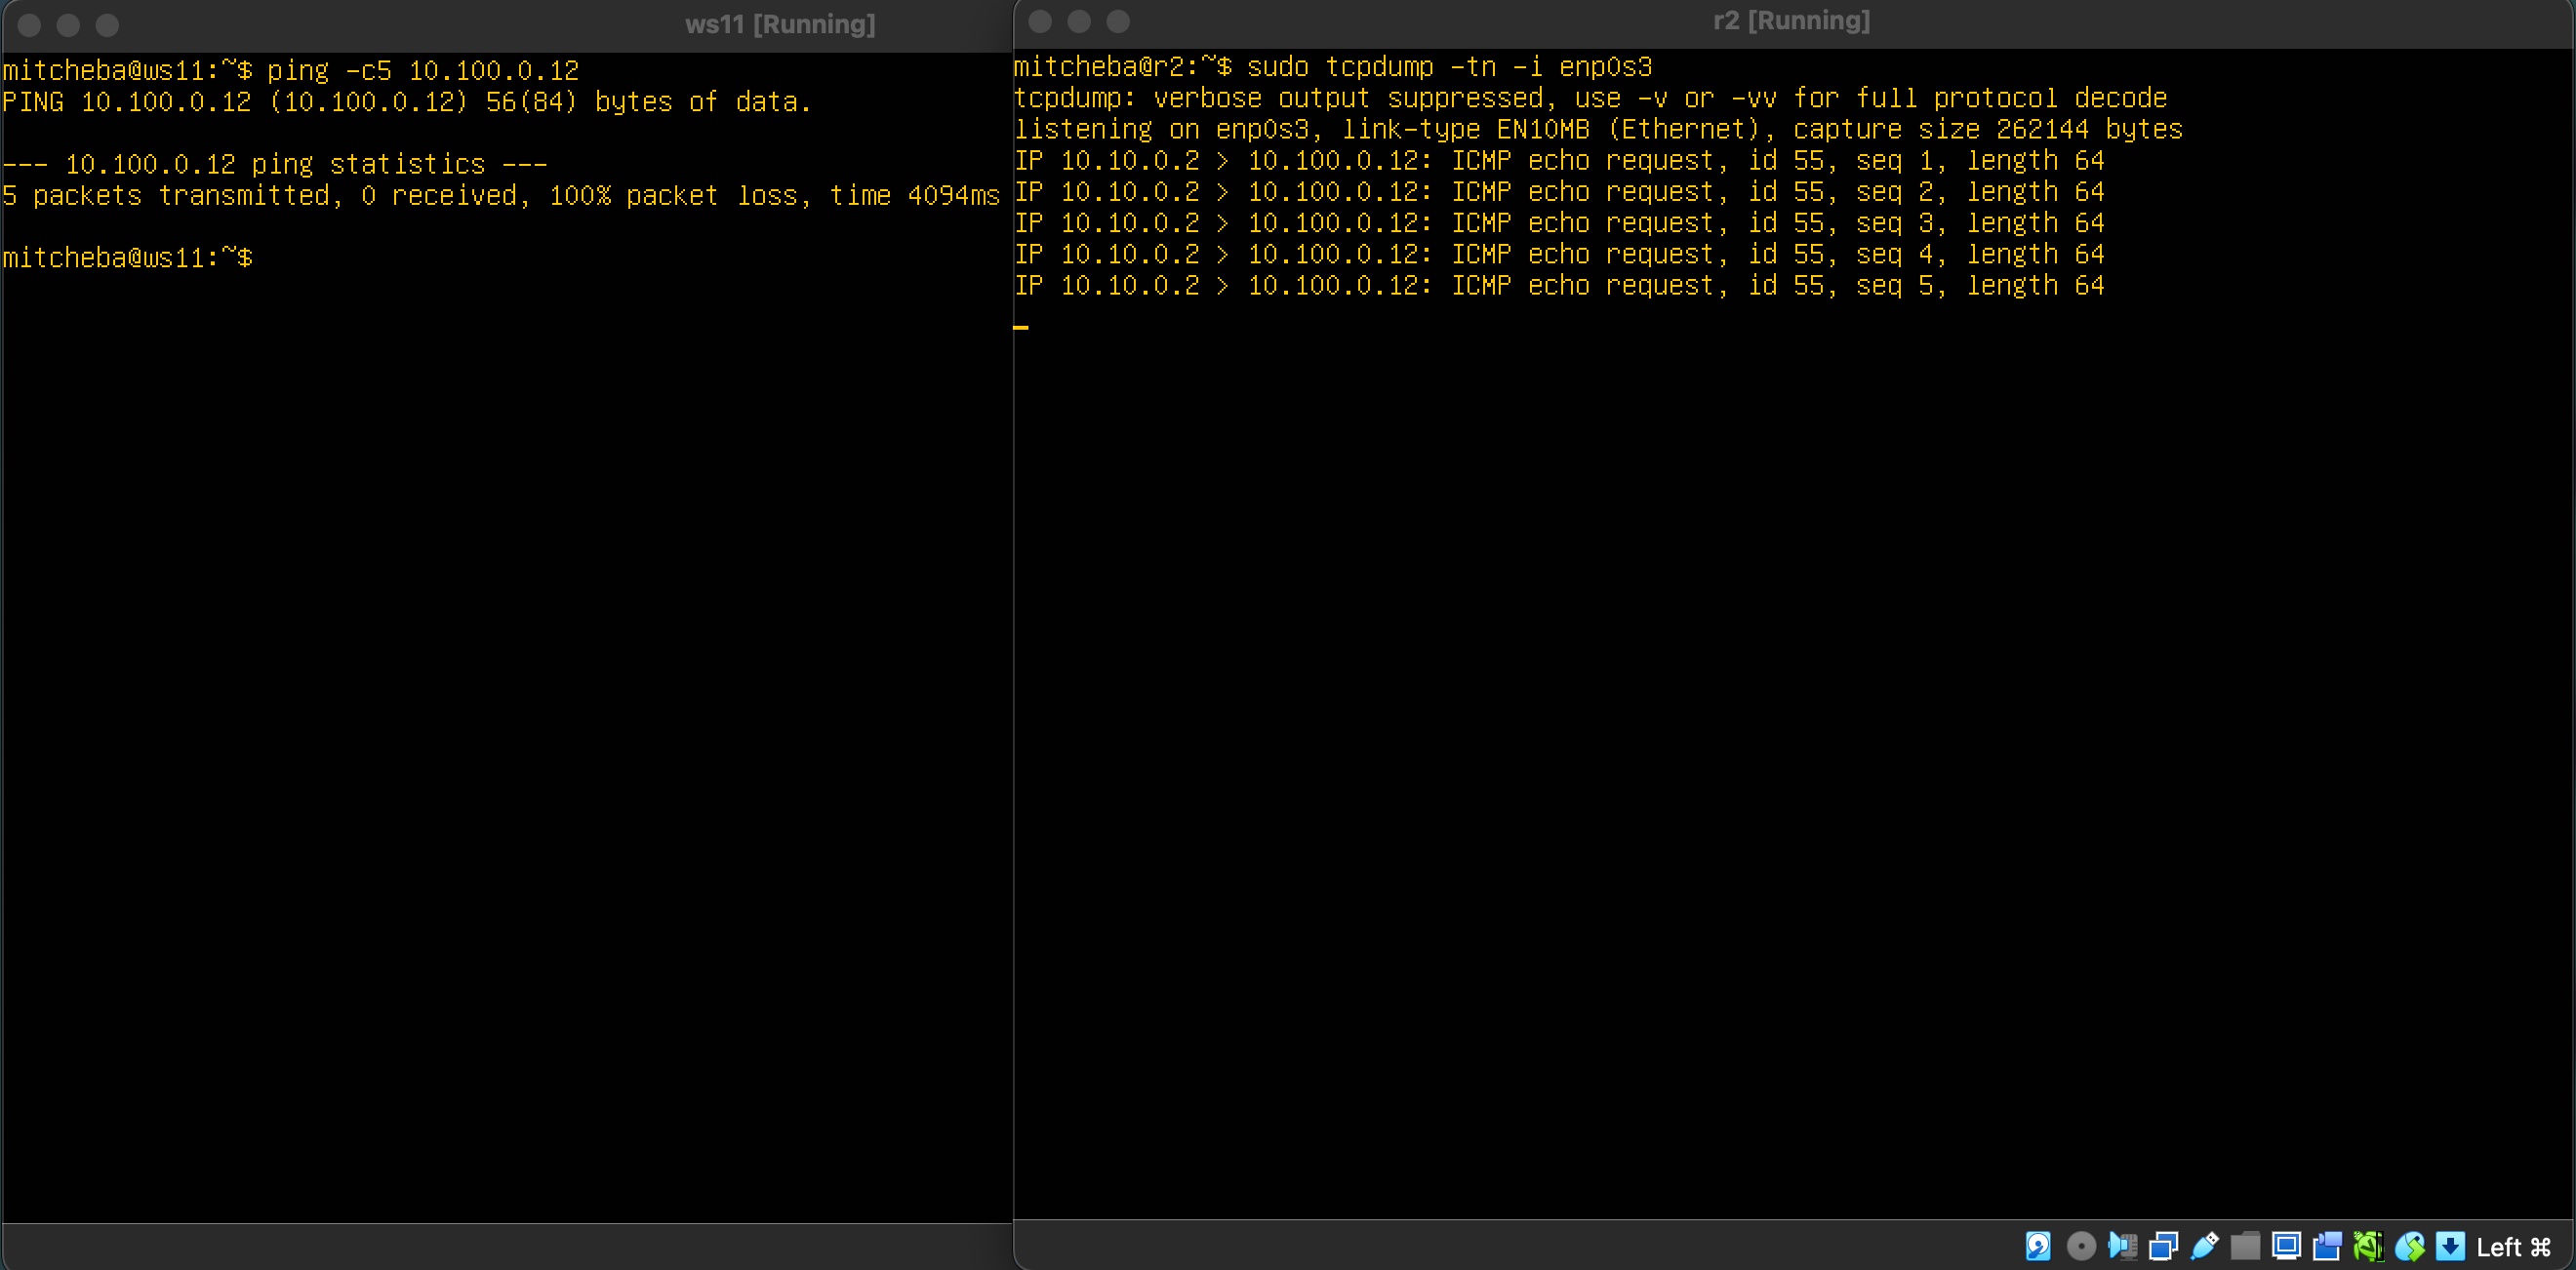 ws11 [Running]
mitcheba@ws11:~$ ping -c5 10.100.0.12
PING 10.100.0.12 (10.100.0.12) 56(84) bytes of data.
--- 10.100.0.12 ping statistics ---
5 packets transmitted, 0 received, 100% packet loss, time 4094ms
mitcheba@ws11:~$
r2 [Running]
mitcheba@r2:~$ sudo tcpdump -tn -i enp0s3
tcpdump: verbose output suppressed, use -v or -vv for full protocol decode
listening on enp0s3, link-type EN10MB (Ethernet), capture size 262144 bytes
IP 10.10.0.2 > 10.100.0.12: ICMP echo request, id 55, seq 1, length 64
IP 10.10.0.2 > 10.100.0.12: ICMP echo request, id 55, seq 2, length 64
IP 10.10.0.2 > 10.100.0.12: ICMP echo request, id 55, seq 3, length 64
IP 10.10.0.2 > 10.100.0.12: ICMP echo request, id 55, seq 4, length 64
IP 10.10.0.2 > 10.100.0.12: ICMP echo request, id 55, seq 5, length 64
Left ⌘